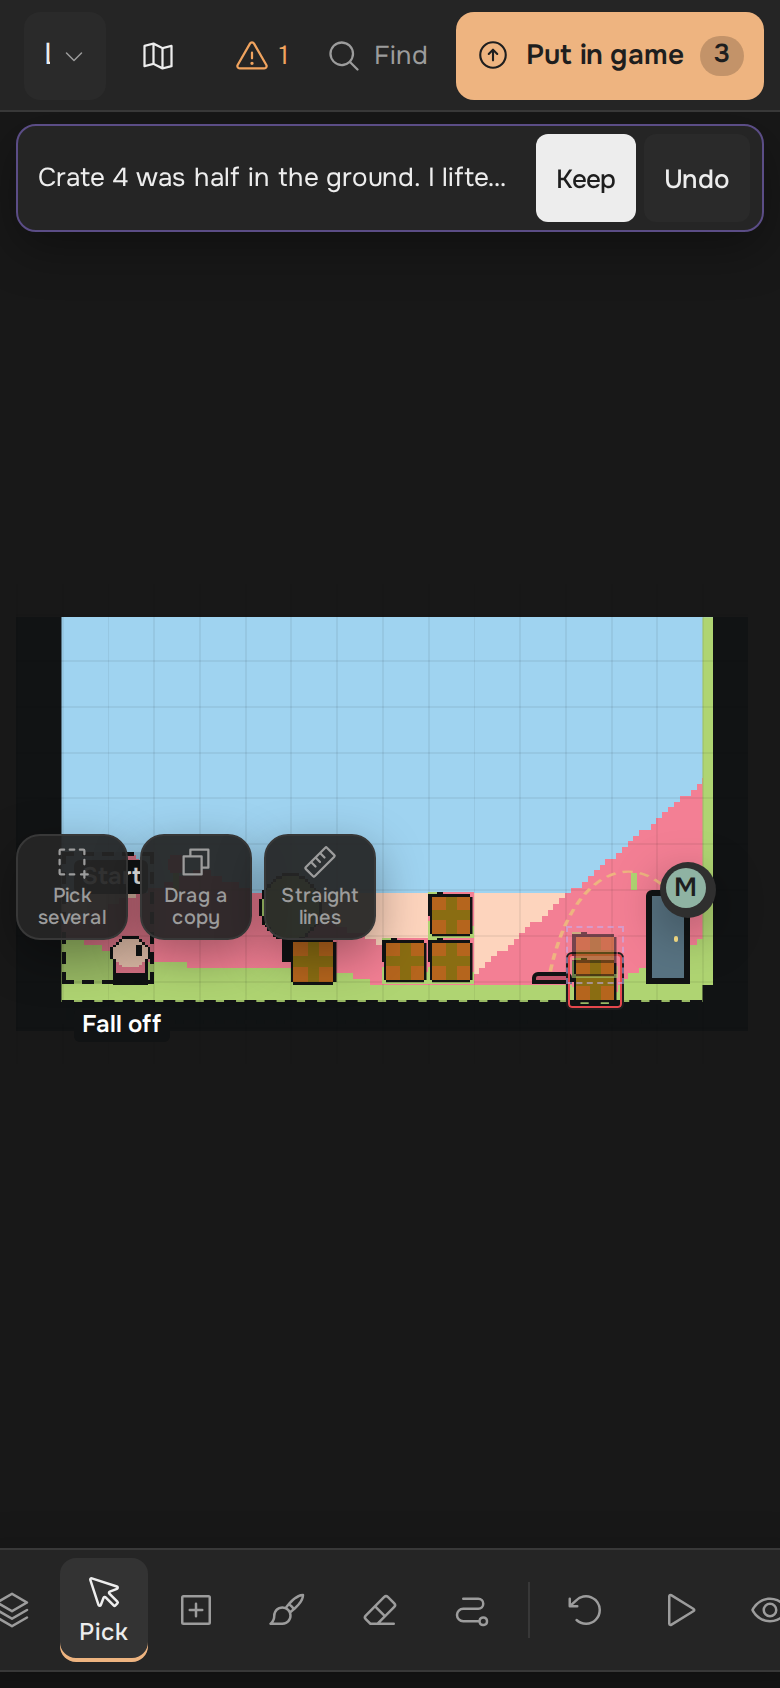 1
Find
Put in game
3
Crate 4 was half in the ground. I lifte...
Keep
Undo
Start
Pick
several
Drag a
copy
Straight
lines
M
Fall off
Pick